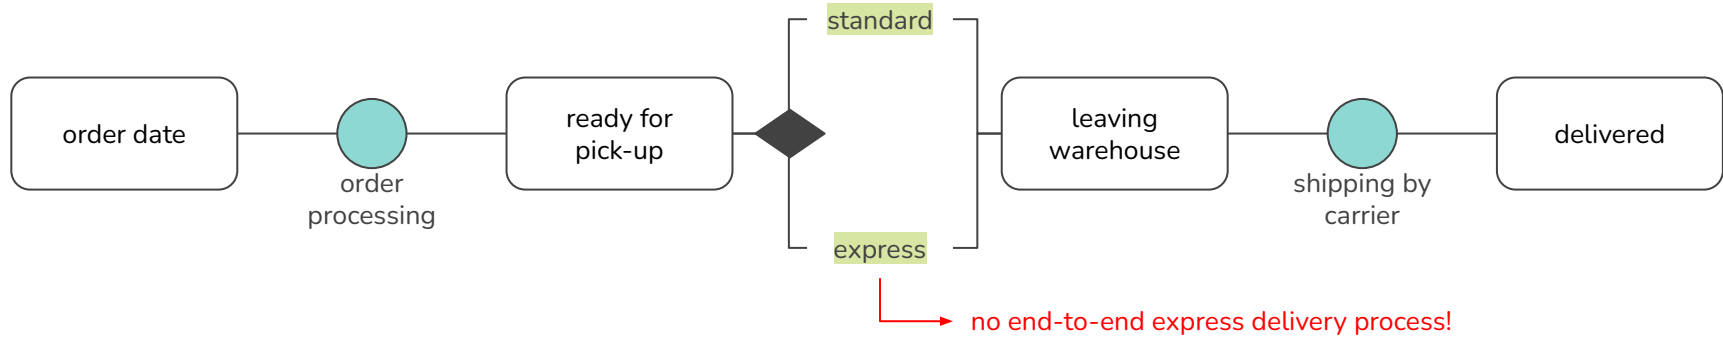 order date
order
processing
ready for
pick-up
standard
express
no end-to-end express delivery process!
leaving
warehouse
shipping by
carrier
delivered